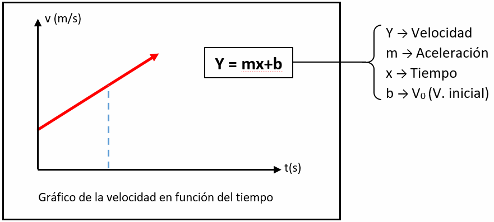 v (m/s)
Y = mx+b
t(s)
Gráfico de la velocidad en función del tiempo
Y → Velocidad
m → Aceleración
x → Tiempo
b → V₀ (V. inicial)